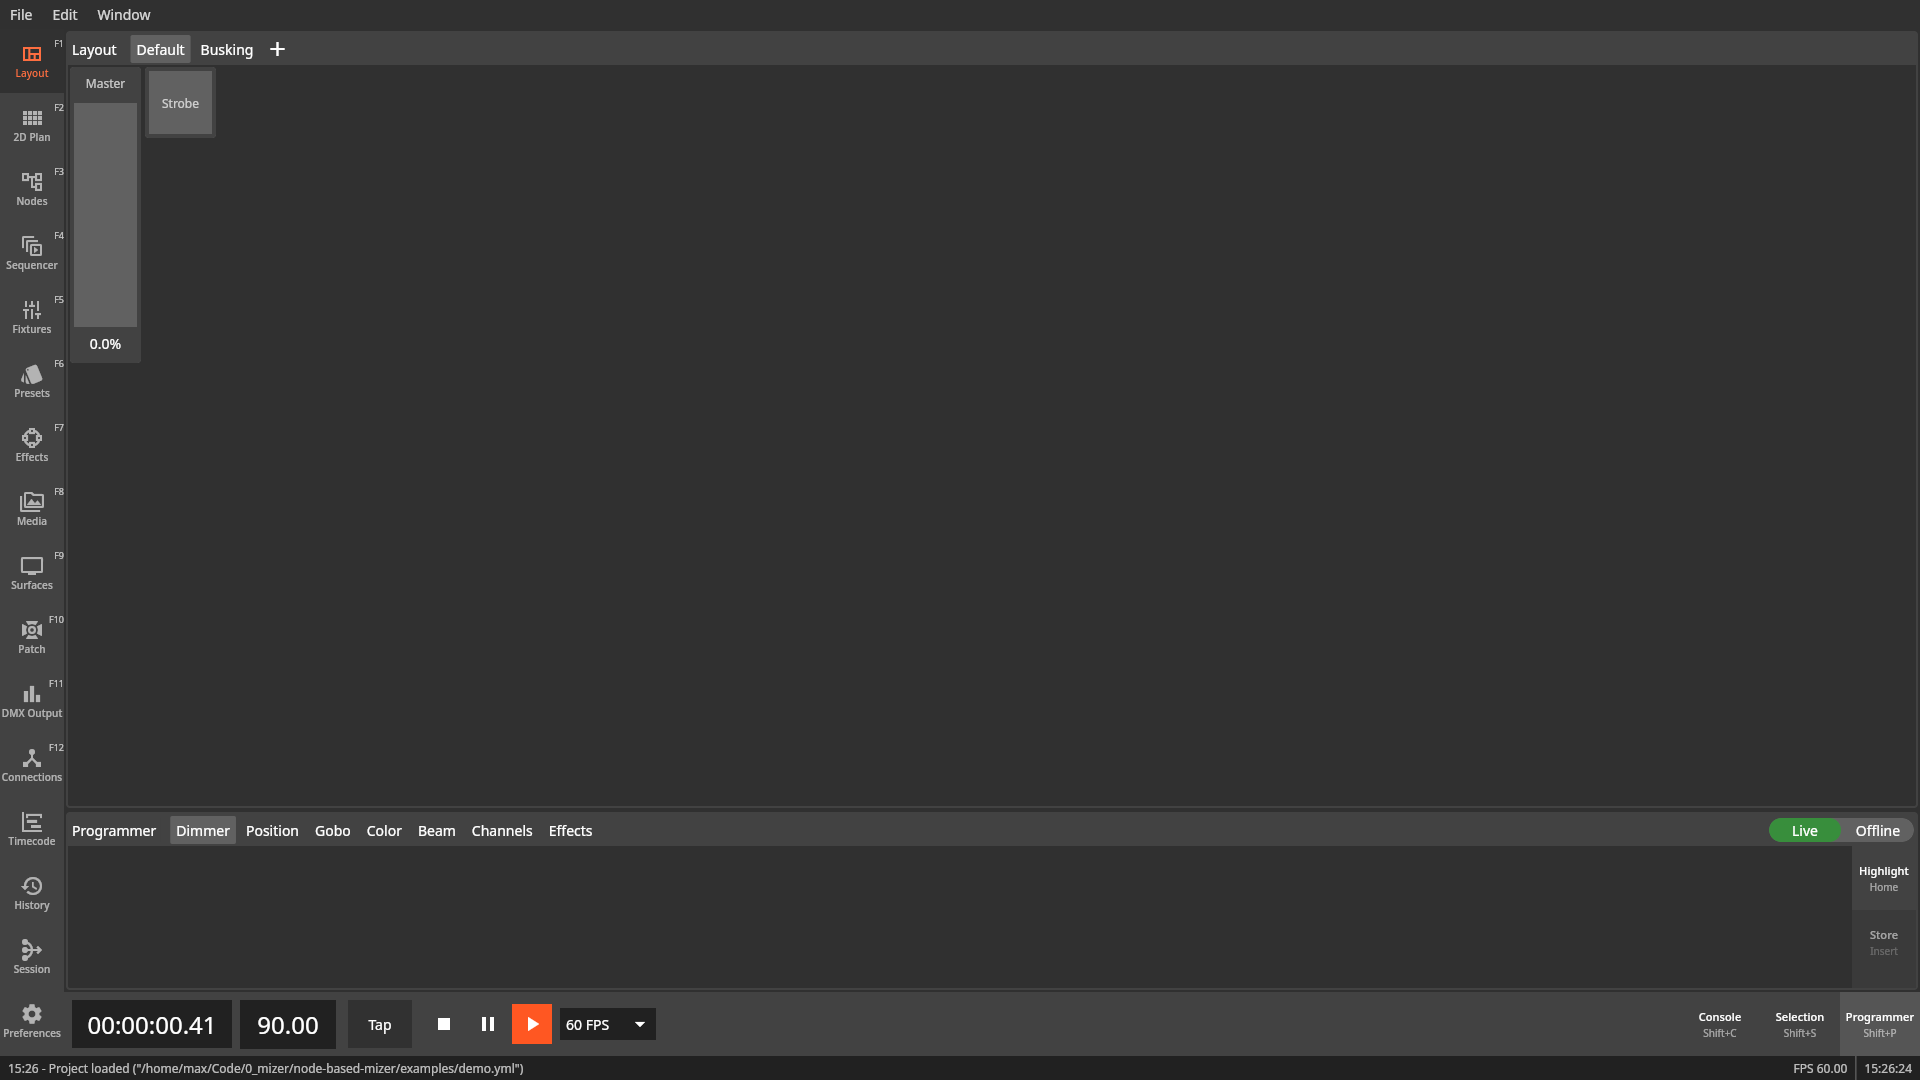 File Edit Window
F1
Layout
F2
2D Plan
F3
Nodes
F4
Sequencer
F5
Fixtures
F6
Presets
F7
Effects
F8
Media
F9
Surfaces
F10
Patch
F11
DMX Output
F12
Connections
Timecode
History
Session
Preferences
Layout Default Busking
Master
Strobe
0.0%
Programmer Dimmer Position Gobo Color Beam Channels Effects
Live Offline
Highlight
Home
Store
Insert
00:00:00.41 90.00 Tap 60 FPS
Console
Shift+C
Selection
Shift+S
Programmer
Shift+P
15:26 - Project loaded ("/home/max/Code/0_mizer/node-based-mizer/examples/demo.yml")
FPS 60.00 15:26:24